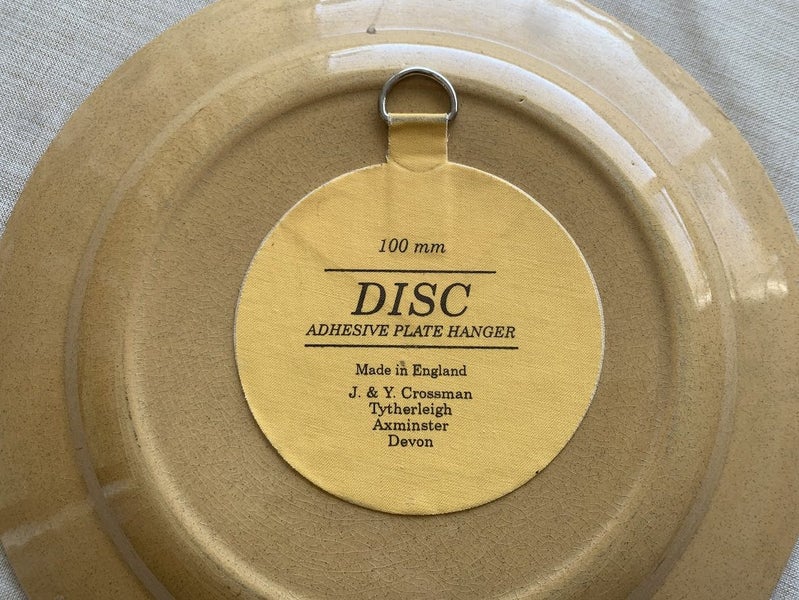 100 mm
DISC
ADHESIVE PLATE HANGER
Made in England
J. & Y. Crossman
Tytherleigh
Axminster
Devon